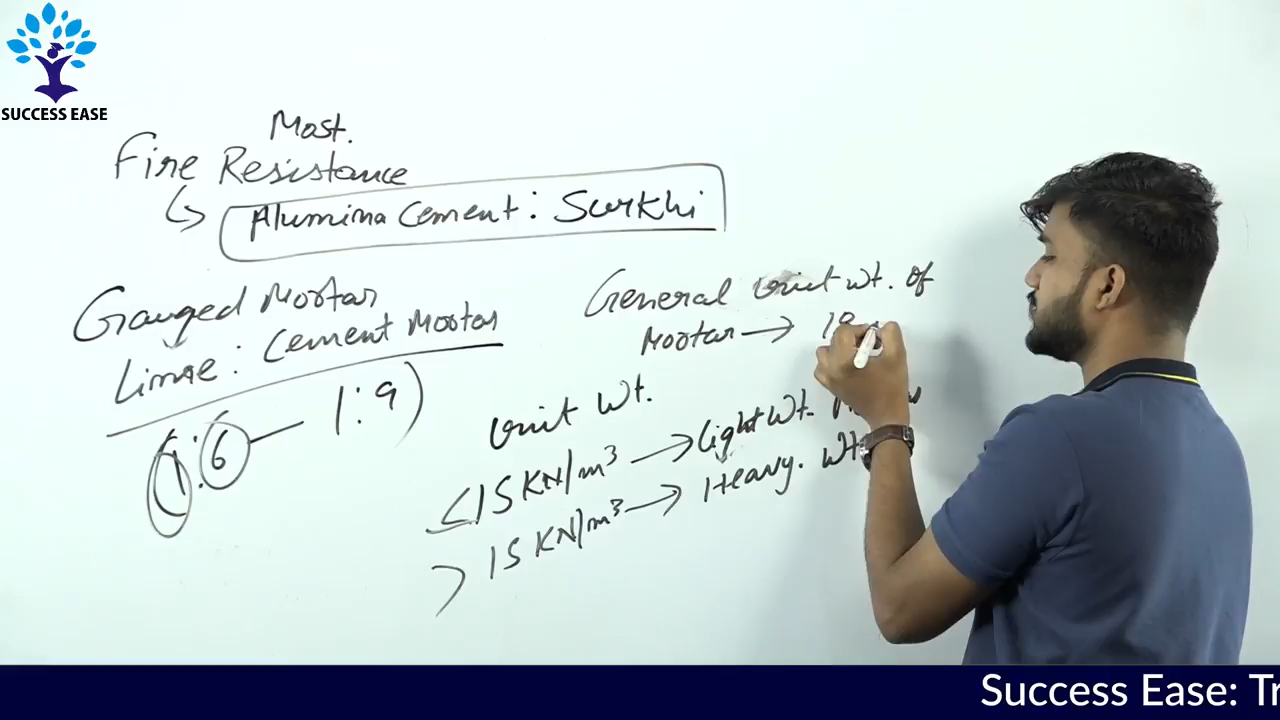 SUCCESS EASE
Most.
Fire Resistance
Alumina Cement: Surkhi
Gauged Mortar
Lime: Cement Mortar
(1:6 — 1:9)
General Unit wt. of
Mortar → 18
Unit Wt.
≤15 KN/m³ → Light Wt.
> 15 KN/m³ → Heavy. Wt
Success Ease: Tr